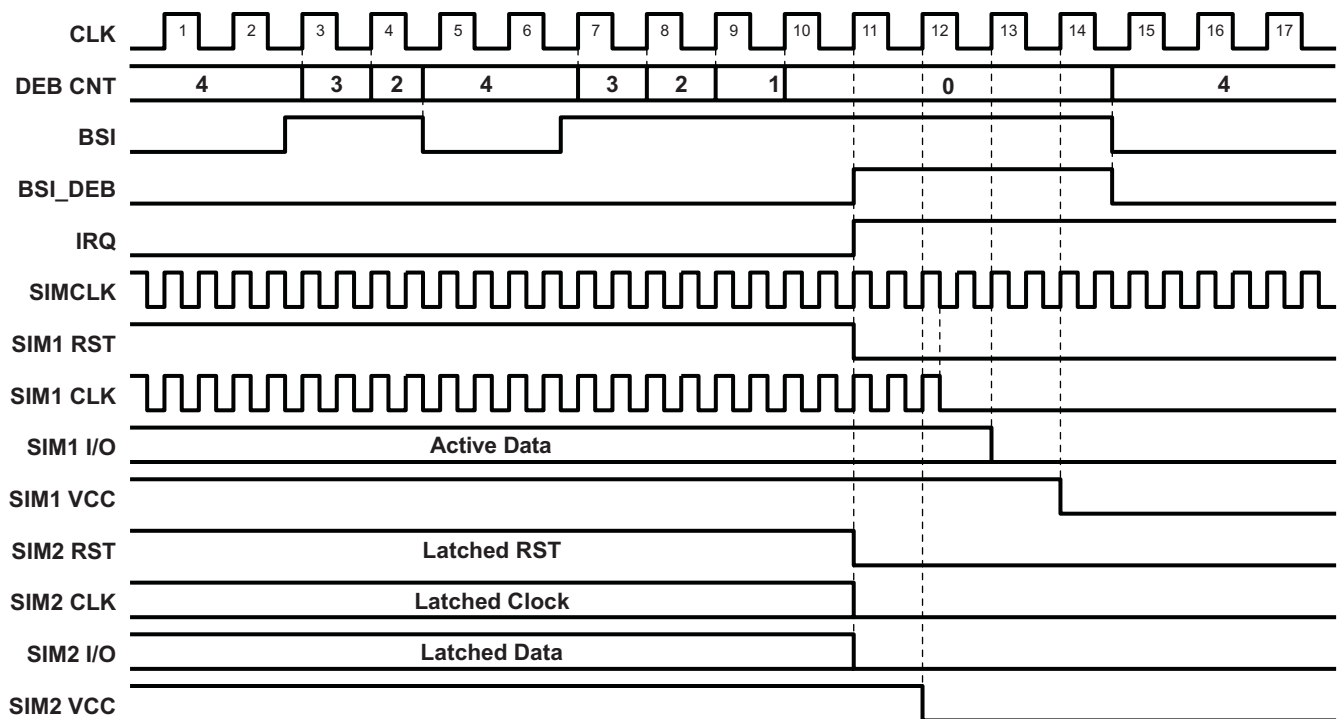 CLK 1 2 3 4 5 6 7 8 9 10 11 12 13 14 15 16 17
DEB CNT 4 3 2 4 3 2 1 0 4
BSI
BSI_DEB
IRQ
SIMCLK
SIM1 RST
SIM1 CLK
SIM1 I/O Active Data
SIM1 VCC
SIM2 RST Latched RST
SIM2 CLK Latched Clock
SIM2 I/O Latched Data
SIM2 VCC